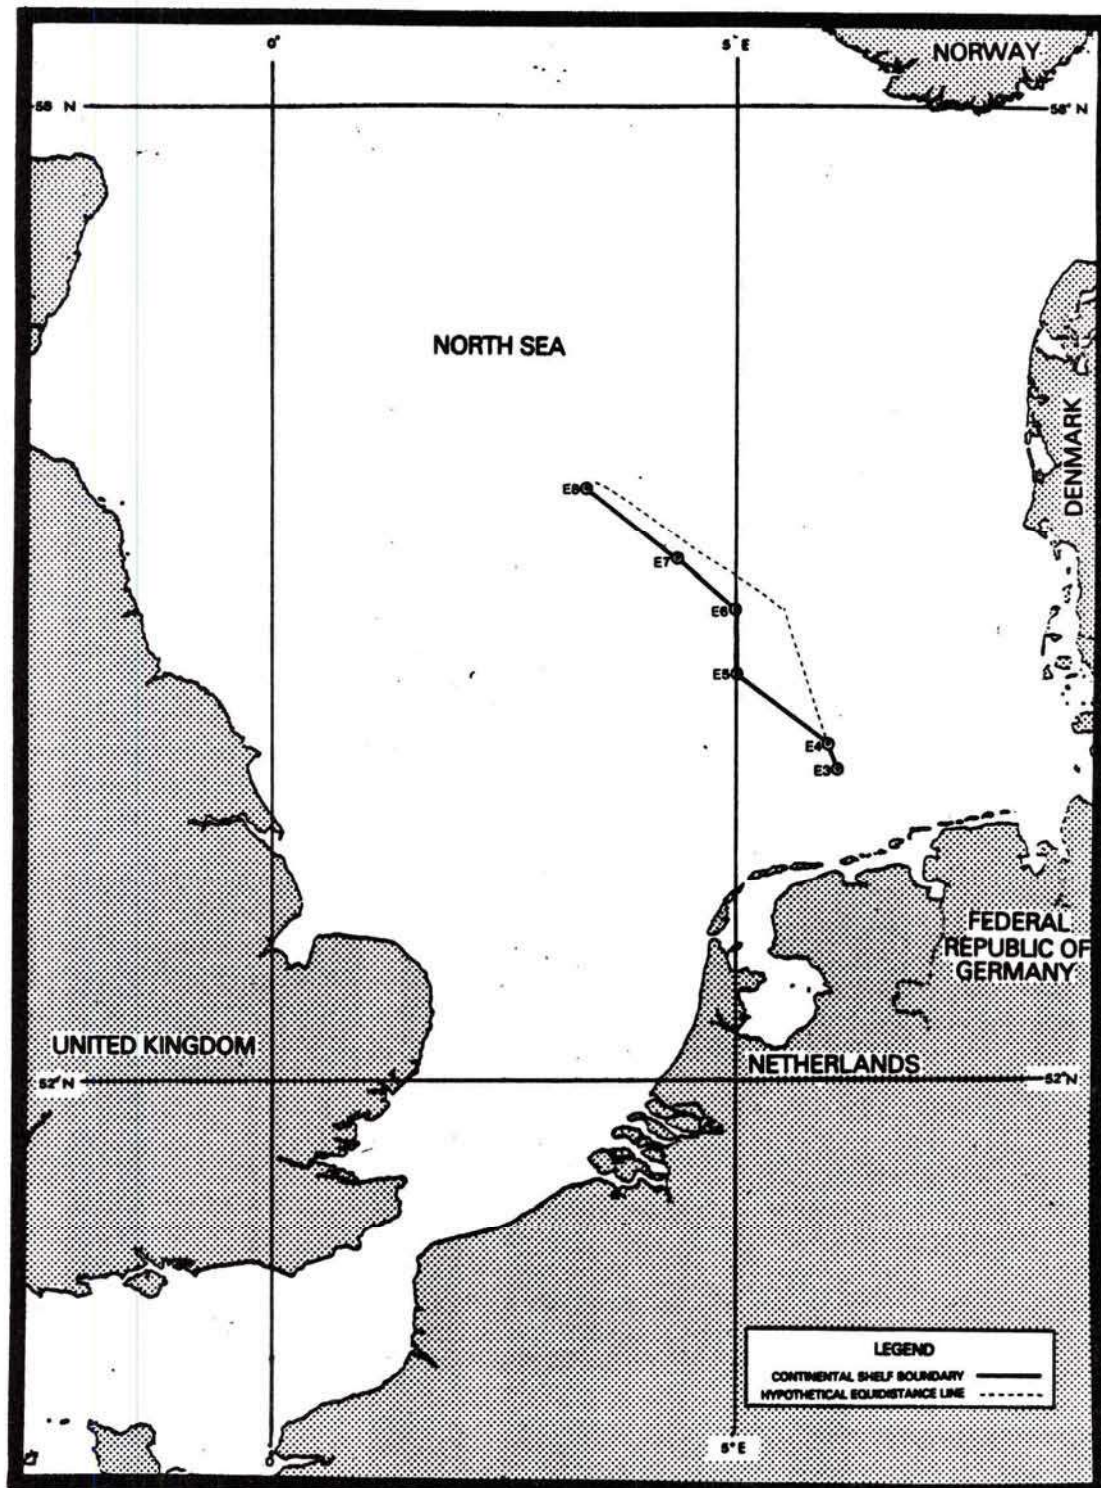 0°
5° E
NORWAY
58 N
58° N
NORTH SEA
DENMARK
E8
E7
E6
E5
E4
E3
FEDERAL
REPUBLIC OF
GERMANY
UNITED KINGDOM
NETHERLANDS
52° N
52° N
LEGEND
CONTINENTAL SHELF BOUNDARY
HYPOTHETICAL EQUIDISTANCE LINE
0
5° E